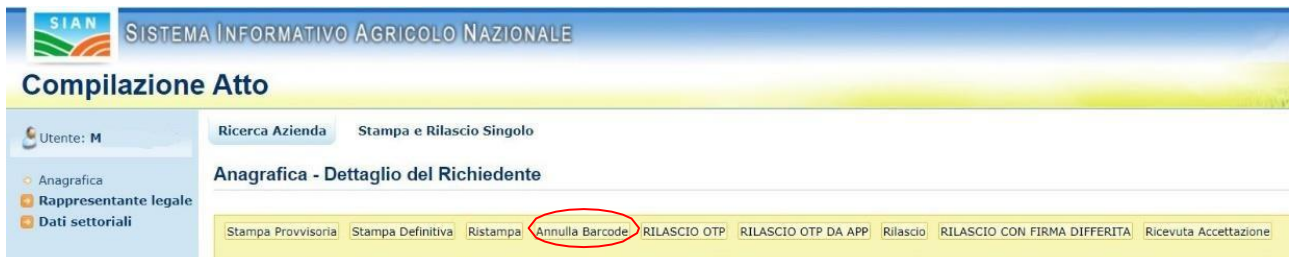 SIAN
SISTEMA INFORMATIVO AGRICOLO NAZIONALE
Compilazione Atto
Utente: M
Ricerca Azienda Stampa e Rilascio Singolo
Anagrafica - Dettaglio del Richiedente
Anagrafica
Rappresentante legale
Dati settoriali
Stampa Provvisoria Stampa Definitiva Ristampa Annulla Barcode RILASCIO OTP RILASCIO OTP DA APP Rilascio RILASCIO CON FIRMA DIFFERITA Ricevuta Accettazione